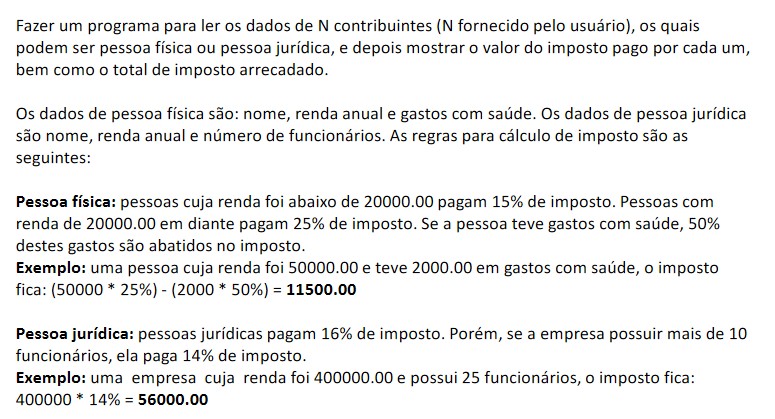 Fazer um programa para ler os dados de N contribuintes (N fornecido pelo usuário), os quais
podem ser pessoa física ou pessoa jurídica, e depois mostrar o valor do imposto pago por cada um,
bem como o total de imposto arrecadado.
Os dados de pessoa física são: nome, renda anual e gastos com saúde. Os dados de pessoa jurídica
são nome, renda anual e número de funcionários. As regras para cálculo de imposto são as
seguintes:
Pessoa física: pessoas cuja renda foi abaixo de 20000.00 pagam 15% de imposto. Pessoas com
renda de 20000.00 em diante pagam 25% de imposto. Se a pessoa teve gastos com saúde, 50%
destes gastos são abatidos no imposto.
Exemplo: uma pessoa cuja renda foi 50000.00 e teve 2000.00 em gastos com saúde, o imposto
fica: (50000 * 25%) - (2000 * 50%) = 11500.00
Pessoa jurídica: pessoas jurídicas pagam 16% de imposto. Porém, se a empresa possuir mais de 10
funcionários, ela paga 14% de imposto.
Exemplo: uma empresa cuja renda foi 400000.00 e possui 25 funcionários, o imposto fica:
400000 * 14% = 56000.00